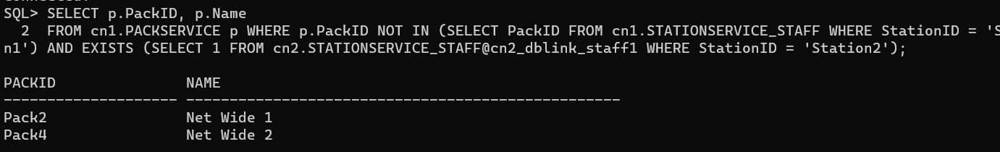 SQL> SELECT p.PackID, p.Name
  2  FROM cn1.PACKSERVICE p WHERE p.PackID NOT IN (SELECT PackID FROM cn1.STATIONSERVICE_STAFF WHERE StationID = 'S
n1') AND EXISTS (SELECT 1 FROM cn2.STATIONSERVICE_STAFF@cn2_dblink_staff1 WHERE StationID = 'Station2');
PACKID               NAME
-------------------- --------------------------------------------------
Pack2                Net Wide 1
Pack4                Net Wide 2